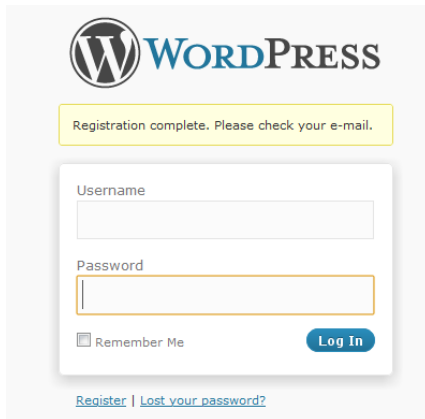 WORDPRESS
Registration complete. Please check your e-mail.
Username
Password
Remember Me
Log In
Register | Lost your password?